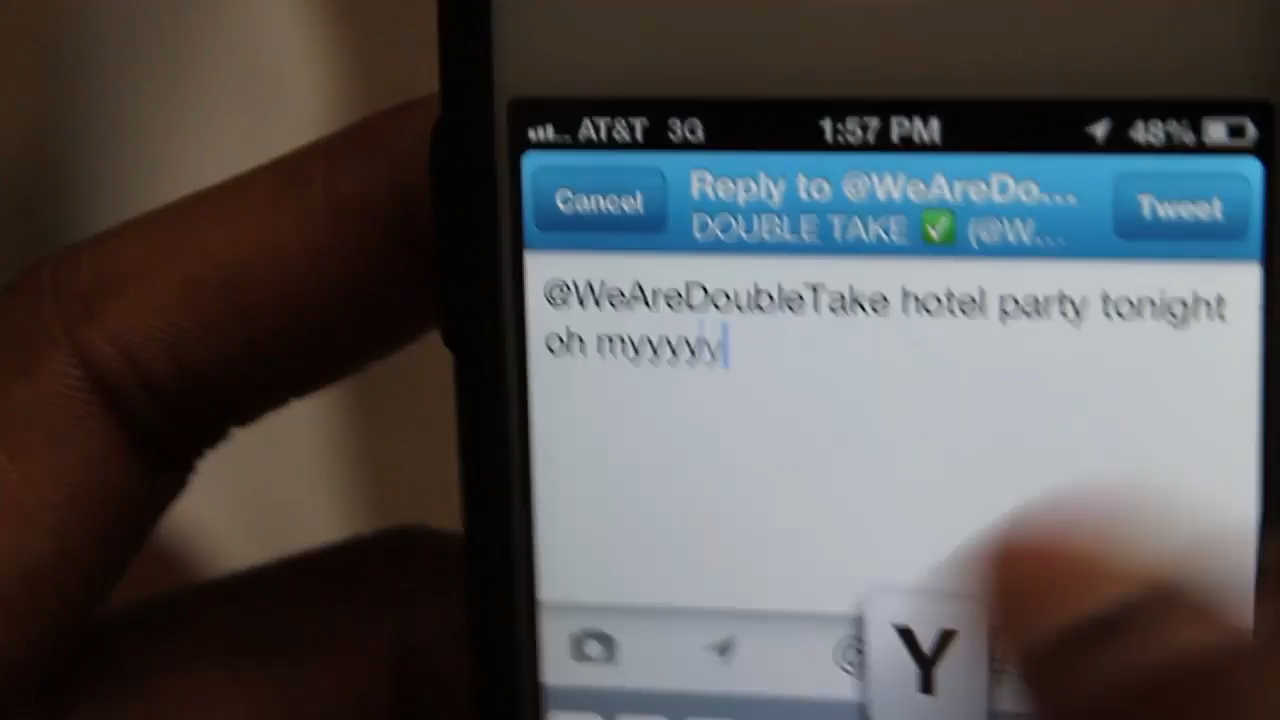 AT&T 3G 1:57 PM 48%
Cancel Reply to @WeAreDo... Tweet
DOUBLE TAKE ✅ (@W...
@WeAreDoubleTake hotel party tonight
oh myyyyy
@ Y